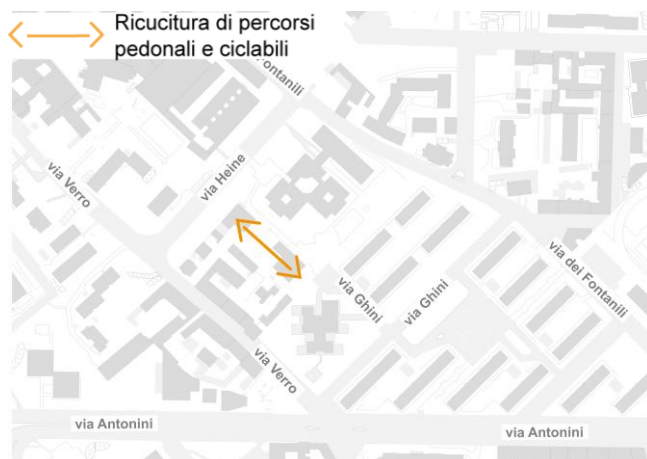 Ricucitura di percorsi
pedonali e ciclabili
Fontanili
via Verro
via Heine
via dei Fontanili
via Ghini
via Ghini
via Verro
via Antonini
via Antonini